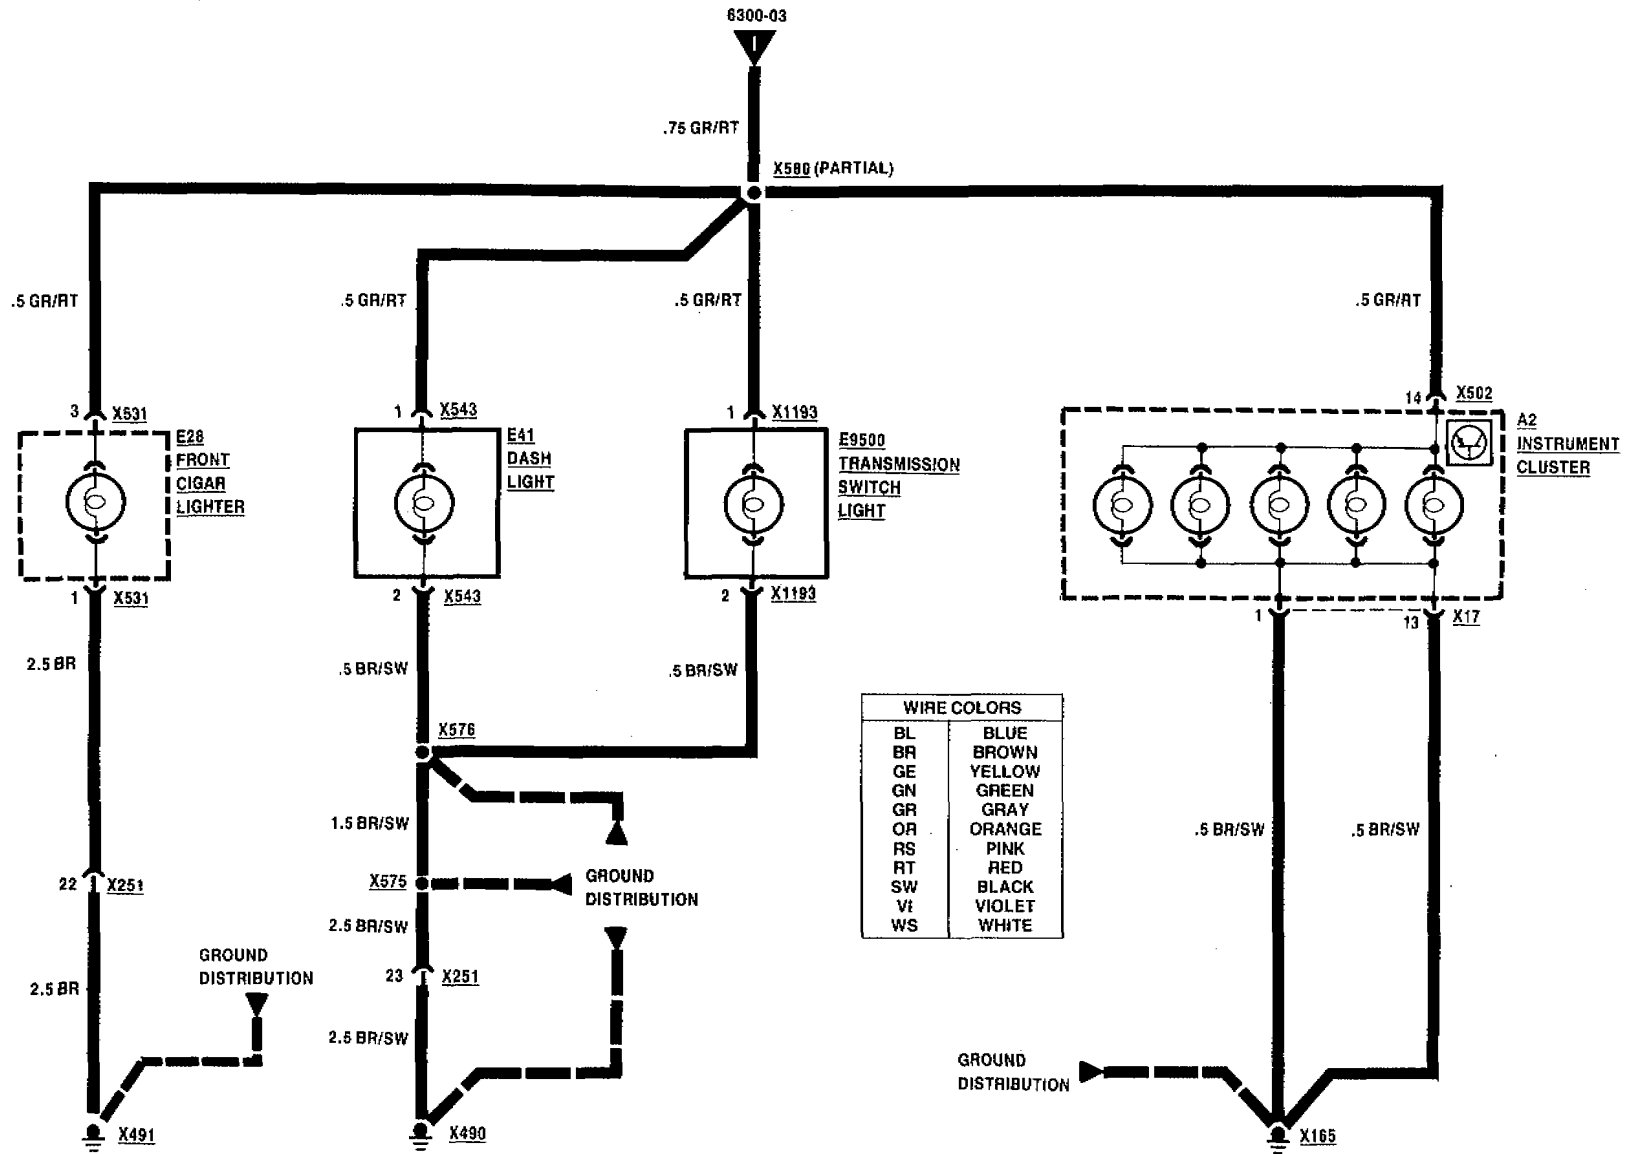 6300-03
.75 GR/RT
X580 (PARTIAL)
.5 GR/RT
.5 GR/RT
.5 GR/RT
.5 GR/RT
3 X531
1 X543
1 X1193
14 X502
E28
FRONT
CIGAR
LIGHTER
E41
DASH
LIGHT
E9500
TRANSMISSION
SWITCH
LIGHT
A2
INSTRUMENT
CLUSTER
1 X531
2 X543
2 X1193
1
13 X17
2.5 BR
.5 BR/SW
.5 BR/SW
X576
WIRE COLORS
BL BLUE
BR BROWN
GE YELLOW
GN GREEN
GR GRAY
OR ORANGE
RS PINK
RT RED
SW BLACK
VI VIOLET
WS WHITE
1.5 BR/SW
.5 BR/SW
.5 BR/SW
22 X251
X575
GROUND
DISTRIBUTION
2.5 BR/SW
23 X251
GROUND
DISTRIBUTION
2.5 BR
2.5 BR/SW
GROUND
DISTRIBUTION
X491
X490
X165